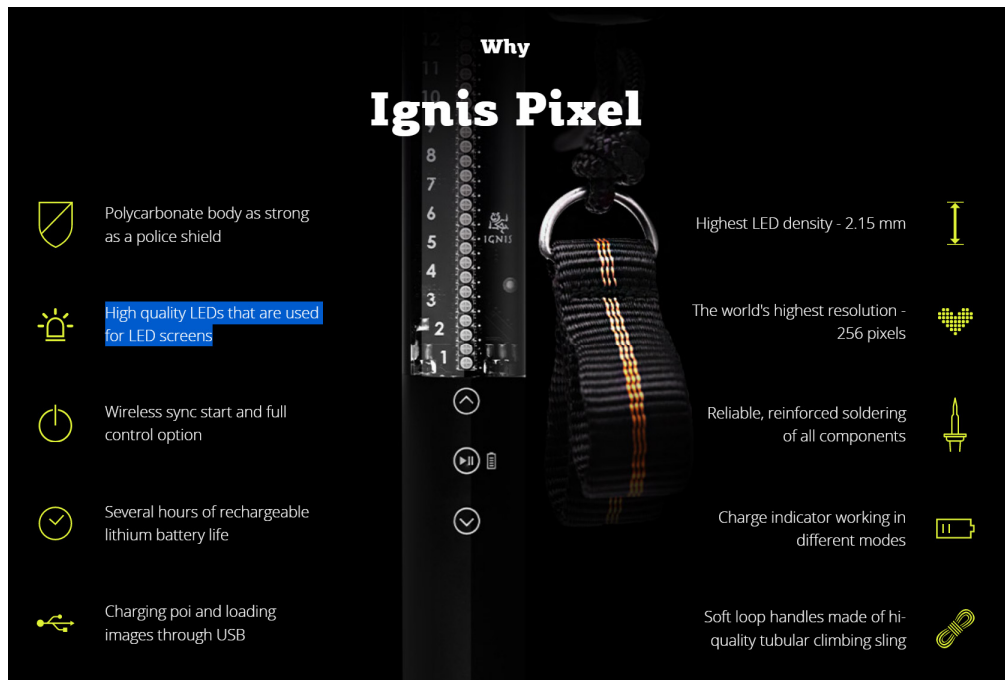 Why
Ignis Pixel
Polycarbonate body as strong
as a police shield
High quality LEDs that are used
for LED screens
Wireless sync start and full
control option
Several hours of rechargeable
lithium battery life
Charging poi and loading
images through USB
12
11
10
9
8
7
6
5
4
3
2
1
IGNIS
Highest LED density - 2.15 mm
The world's highest resolution -
256 pixels
Reliable, reinforced soldering
of all components
Charge indicator working in
different modes
Soft loop handles made of hi-
quality tubular climbing sling